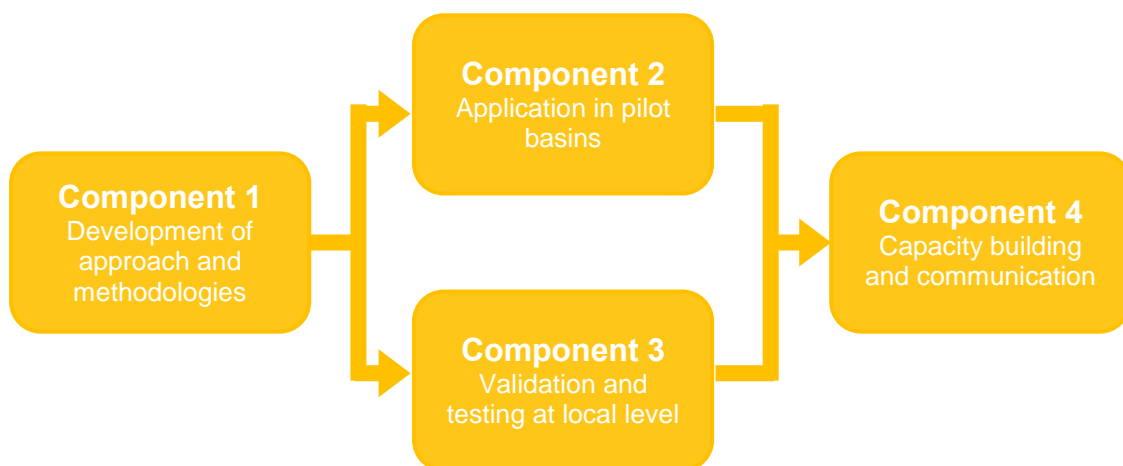 Component 1
Development of
approach and
methodologies
Component 2
Application in pilot
basins
Component 3
Validation and
testing at local level
Component 4
Capacity building
and communication